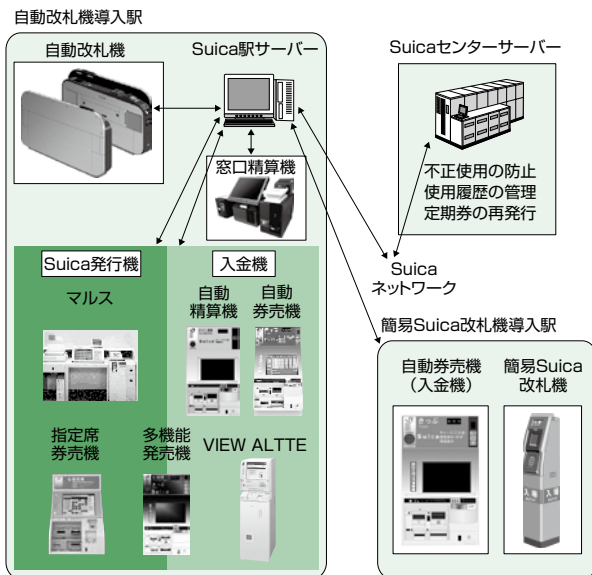 自動改札機導入駅
自動改札機
Suica駅サーバー
Suicaセンターサーバー
不正使用の防止
使用履歴の管理
定期券の再発行
窓口精算機
Suica
ネットワーク
Suica発行機
マルス
指定席
券売機
多機能
発売機
入金機
自動
精算機
自動
券売機
VIEW ALTTE
簡易Suica改札機導入駅
自動券売機
(入金機)
簡易Suica
改札機
きっぷ
Suica
入場